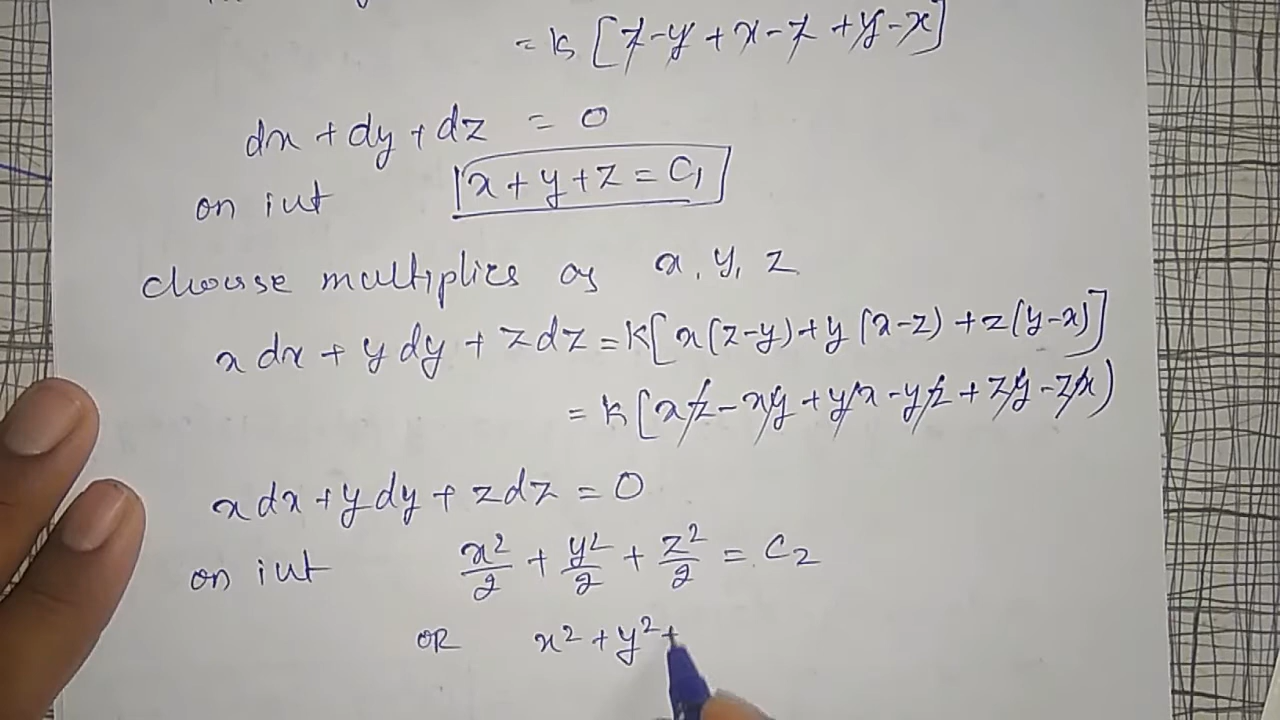 = k [z-y+x-z+y-x]
dx + dy + dz = 0
on int x + y + z = C₁
choose multiplies as x, y, z
x dx + y dy + z dz = k[x(z-y)+y(x-z)+z(y-x)]
= k [xz - xy + yx - yz + zy - zx)
x dx + y dy + z dz = 0
on int x²/2 + y²/2 + z²/2 = C₂
OR x² + y² +